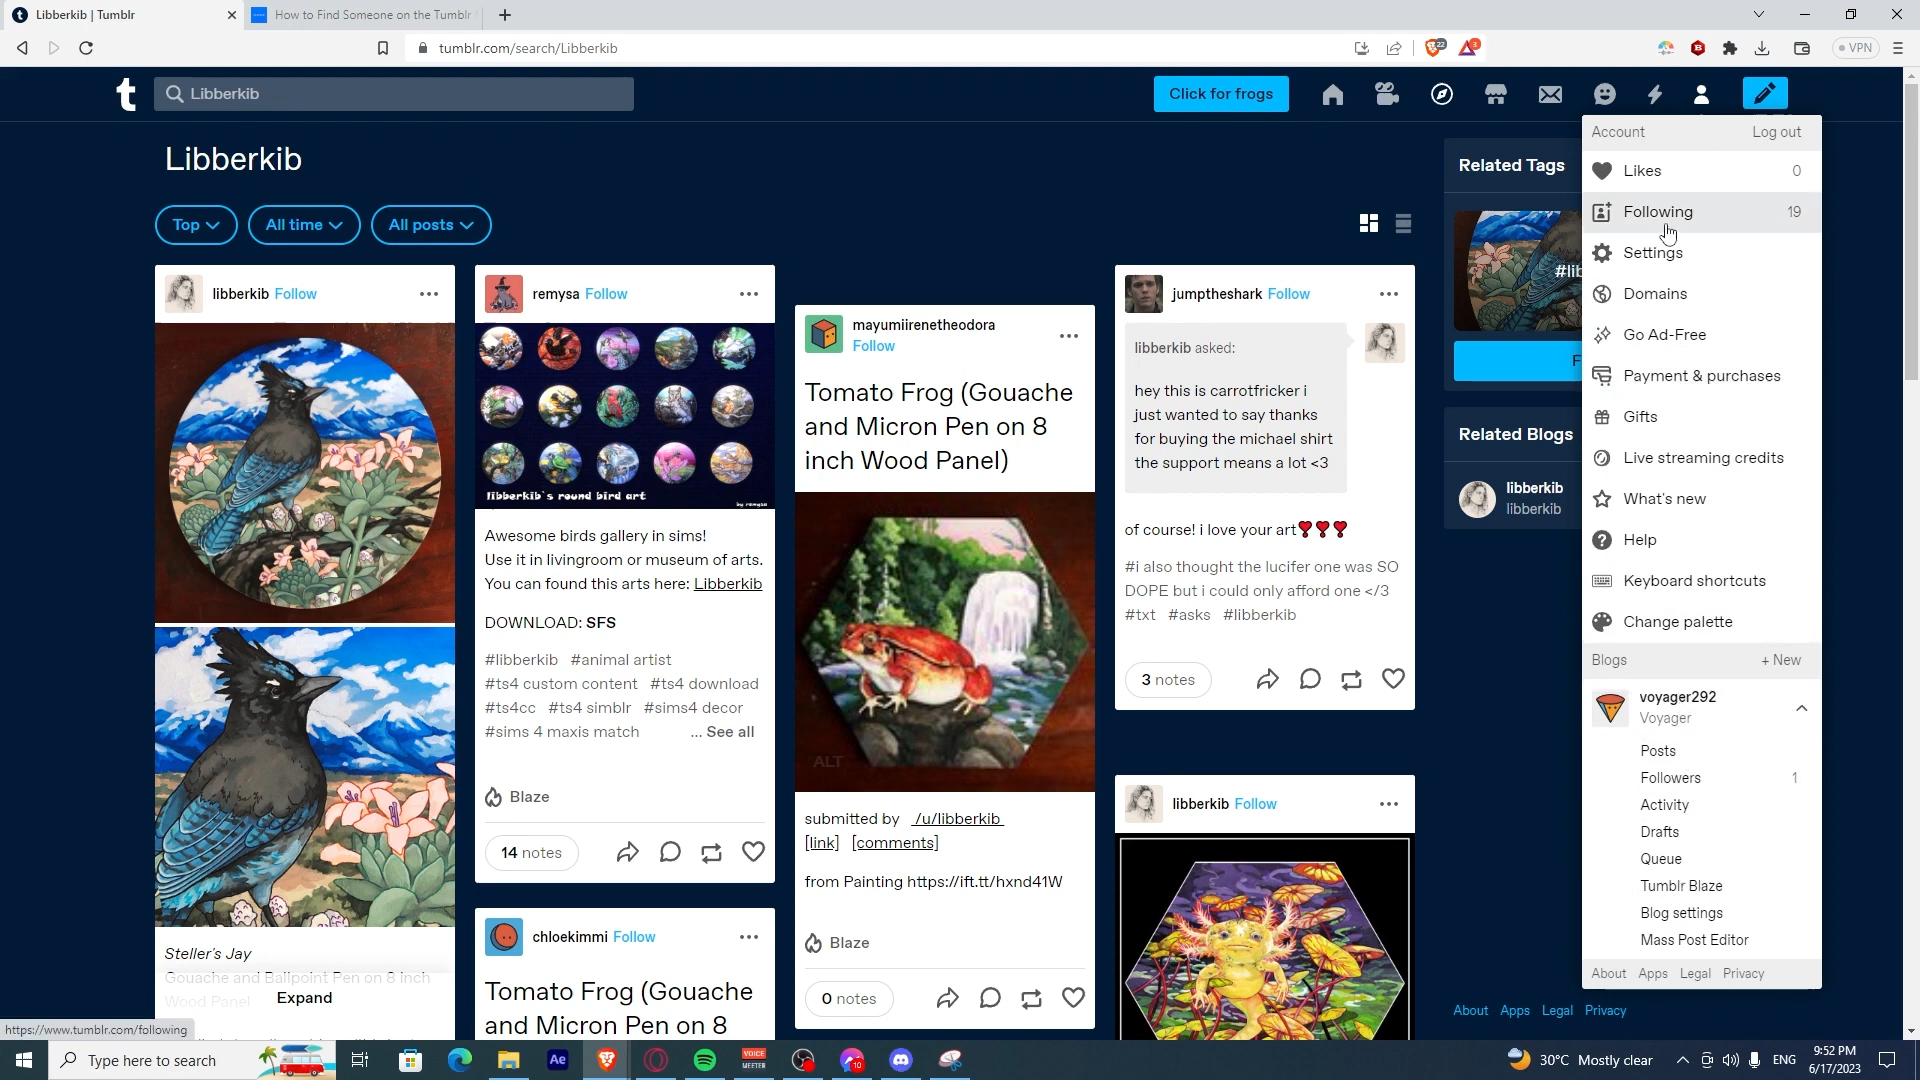 Libberkib | Tumblr
How to Find Someone on the Tumblr
tumblr.com/search/Libberkib
22
3
VPN
t
Libberkib
Click for frogs
Libberkib
Top
All time
All posts
libberkib Follow
Steller's Jay
Gouache and Ballpoint Pen on 8 inch
Wood Panel
Expand
remysa Follow
libberkib's round bird art
by remysa
Awesome birds gallery in sims!
Use it in livingroom or museum of arts.
You can found this arts here: Libberkib
DOWNLOAD: SFS
#libberkib #animal artist
#ts4 custom content #ts4 download
#ts4cc #ts4 simblr #sims4 decor
#sims 4 maxis match ... See all
Blaze
14 notes
chloekimmi Follow
Tomato Frog (Gouache
and Micron Pen on 8
mayumiirenetheodora
Follow
Tomato Frog (Gouache
and Micron Pen on 8
inch Wood Panel)
ALT
submitted by /u/libberkib
[link] [comments]
from Painting https://ift.tt/hxnd41W
Blaze
0 notes
jumptheshark Follow
libberkib asked:
hey this is carrotfricker i
just wanted to say thanks
for buying the michael shirt
the support means a lot <3
of course! i love your art❣❣❣
#i also thought the lucifer one was SO
DOPE but i could only afford one </3
#txt #asks #libberkib
3 notes
libberkib Follow
Related Tags
#lib
F
Related Blogs
libberkib
libberkib
About Apps Legal Privacy
Account Log out
Likes 0
Following 19
Settings
Domains
Go Ad-Free
Payment & purchases
Gifts
Live streaming credits
What's new
Help
Keyboard shortcuts
Change palette
Blogs + New
voyager292
Voyager
Posts
Followers 1
Activity
Drafts
Queue
Tumblr Blaze
Blog settings
Mass Post Editor
About Apps Legal Privacy
https://www.tumblr.com/following
Type here to search
Ae
VOICE
MEETER
10
30°C Mostly clear
ENG
9:52 PM
6/17/2023